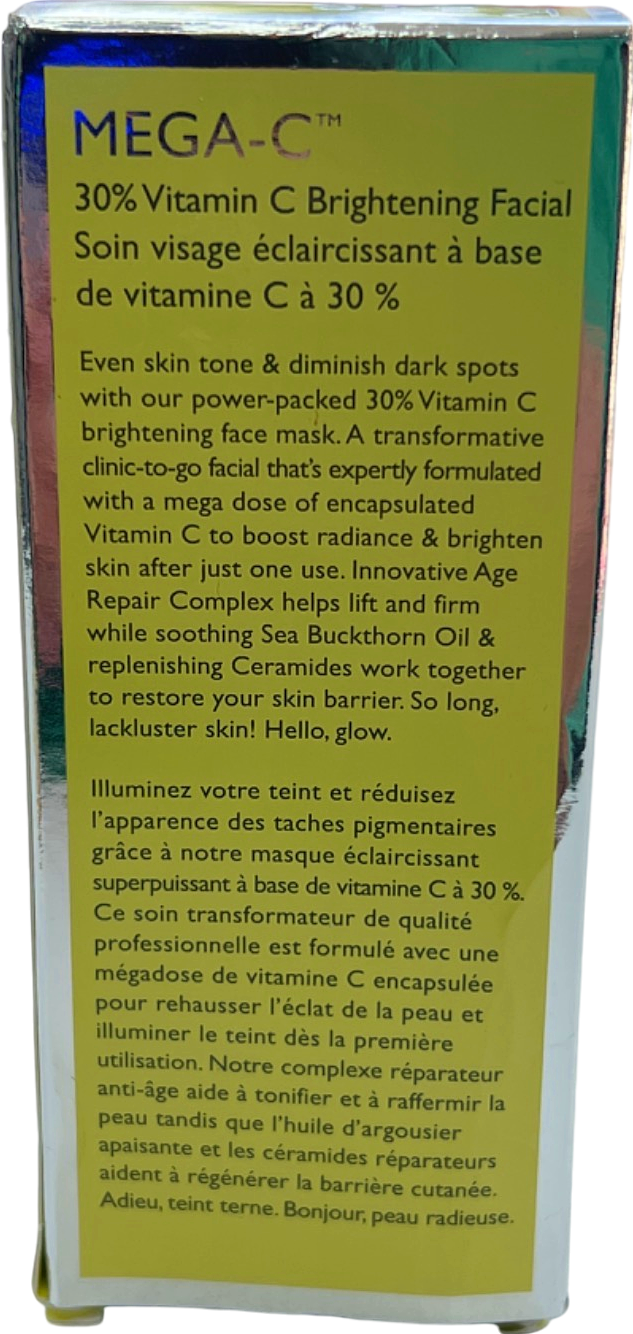 MEGA-C™
30% Vitamin C Brightening Facial
Soin visage éclaircissant à base
de vitamine C à 30 %
Even skin tone & diminish dark spots
with our power-packed 30% Vitamin C
brightening face mask. A transformative
clinic-to-go facial that's expertly formulated
with a mega dose of encapsulated
Vitamin C to boost radiance & brighten
skin after just one use. Innovative Age
Repair Complex helps lift and firm
while soothing Sea Buckthorn Oil &
replenishing Ceramides work together
to restore your skin barrier. So long,
lackluster skin! Hello, glow.
Illuminez votre teint et réduisez
l'apparence des taches pigmentaires
grâce à notre masque éclaircissant
superpuissant à base de vitamine C à 30 %.
Ce soin transformateur de qualité
professionnelle est formulé avec une
mégadose de vitamine C encapsulée
pour rehausser l'éclat de la peau et
illuminer le teint dès la première
utilisation. Notre complexe réparateur
anti-âge aide à tonifier et à raffermir la
peau tandis que l'huile d'argousier
apaisante et les céramides réparateurs
aident à régénérer la barrière cutanée.
Adieu, teint terne. Bonjour, peau radieuse.